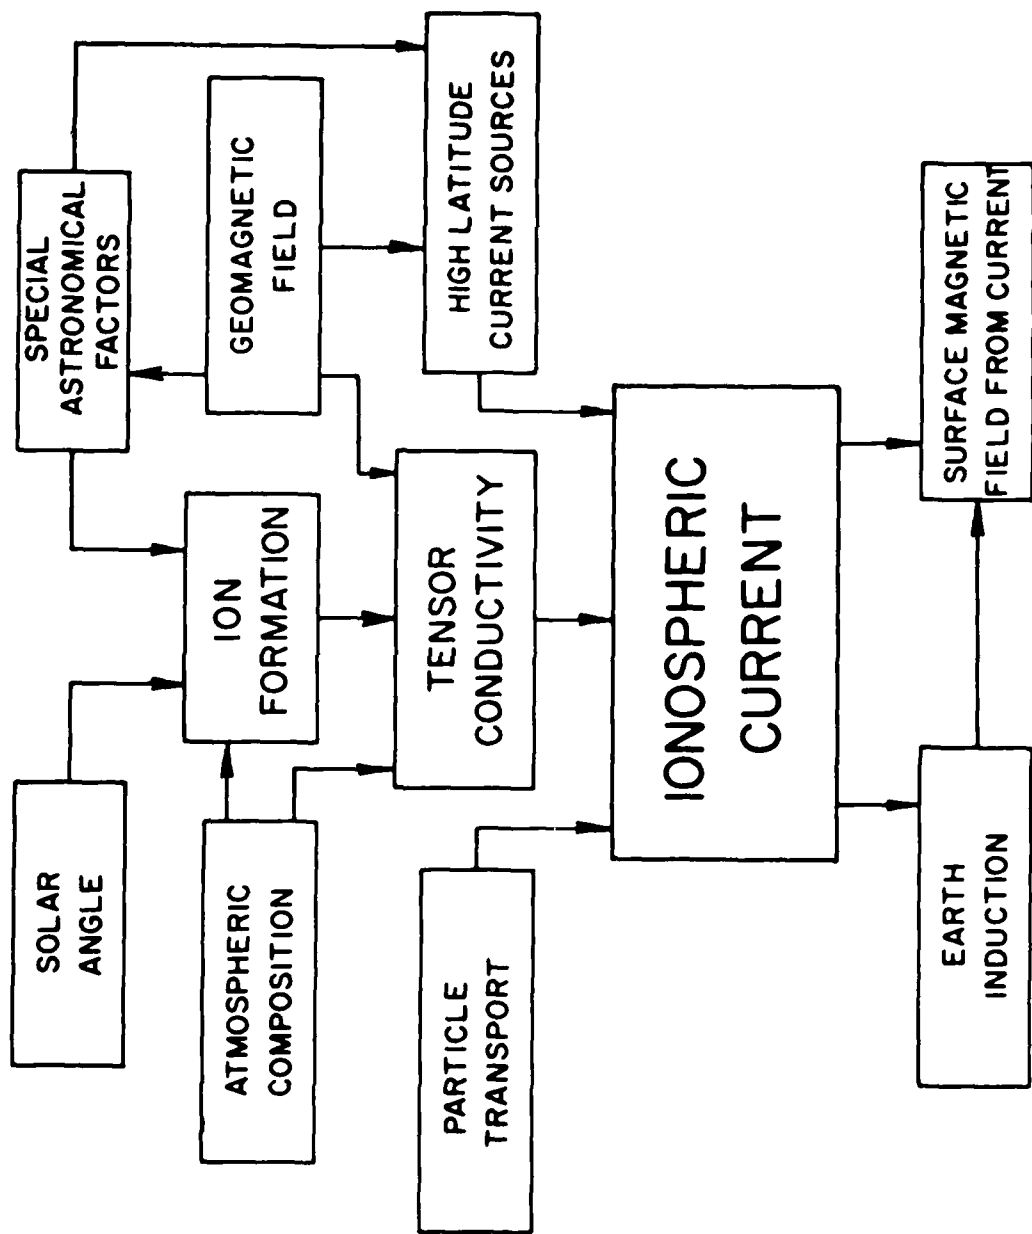 SOLAR
ANGLE
SPECIAL
ASTRONOMICAL
FACTORS
ATMOSPHERIC
COMPOSITION
ION
FORMATION
GEOMAGNETIC
FIELD
PARTICLE
TRANSPORT
TENSOR
CONDUCTIVITY
HIGH LATITUDE
CURRENT SOURCES
IONOSPHERIC
CURRENT
EARTH
INDUCTION
SURFACE MAGNETIC
FIELD FROM CURRENT